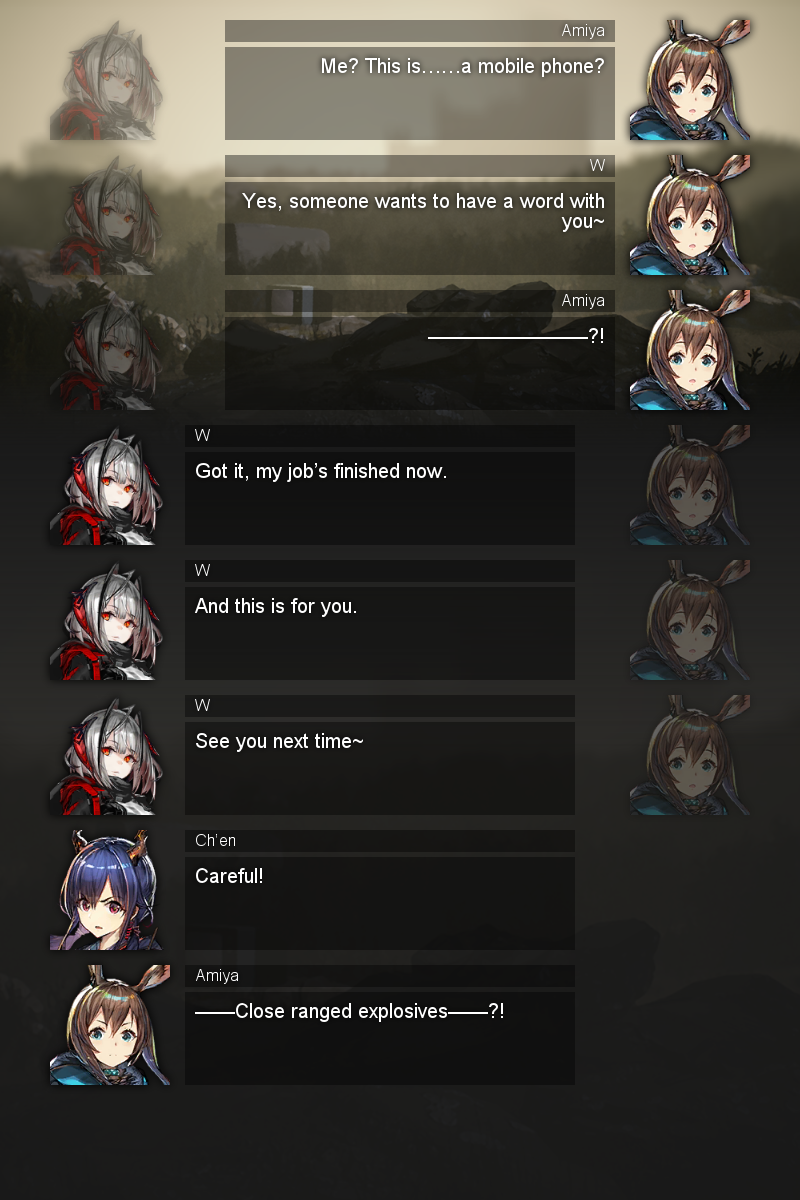 Amiya
Me? This is……a mobile phone?
W
Yes, someone wants to have a word with
you~
Amiya
————————?!
W
Got it, my job’s finished now.
W
And this is for you.
W
See you next time~
Ch’en
Careful!
Amiya
——Close ranged explosives——?!